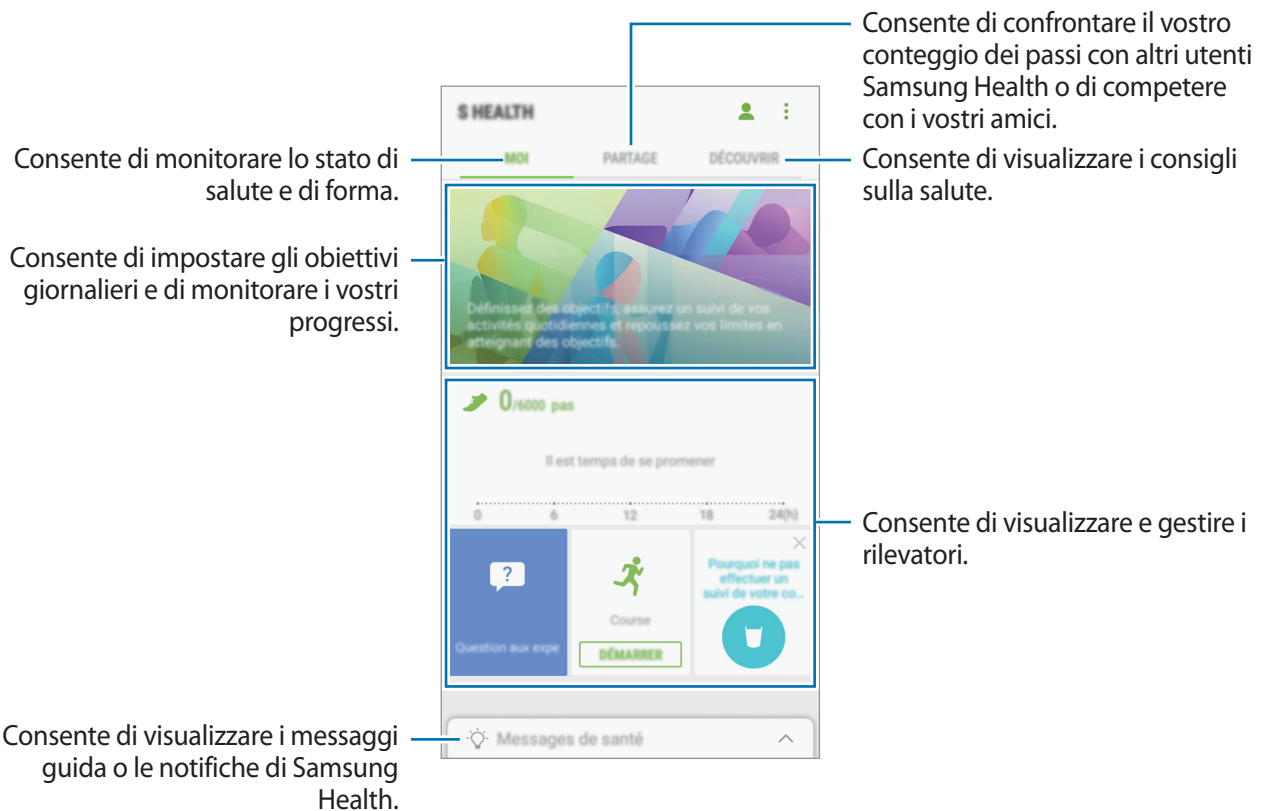 Consente di confrontare il vostro
conteggio dei passi con altri utenti
Samsung Health o di competere
con i vostri amici.
S HEALTH
Consente di monitorare lo stato di
salute e di forma.
MOI
PARTAGE
DÉCOUVRIR
Consente di visualizzare i consigli
sulla salute.
Consente di impostare gli obiettivi
giornalieri e di monitorare i vostri
progressi.
Définissez des objectifs, assurez un suivi de vos
activités quotidiennes et repoussez vos limites en
atteignant des objectifs.
0/6000 pas
Il est temps de se promener
0 6 12 18 24(h)
Consente di visualizzare e gestire i
rilevatori.
?
Question aux expe
Course
DÉMARRER
Pourquoi ne pas
effectuer un
suivi de votre co...
Consente di visualizzare i messaggi
guida o le notifiche di Samsung
Health.
Messages de santé